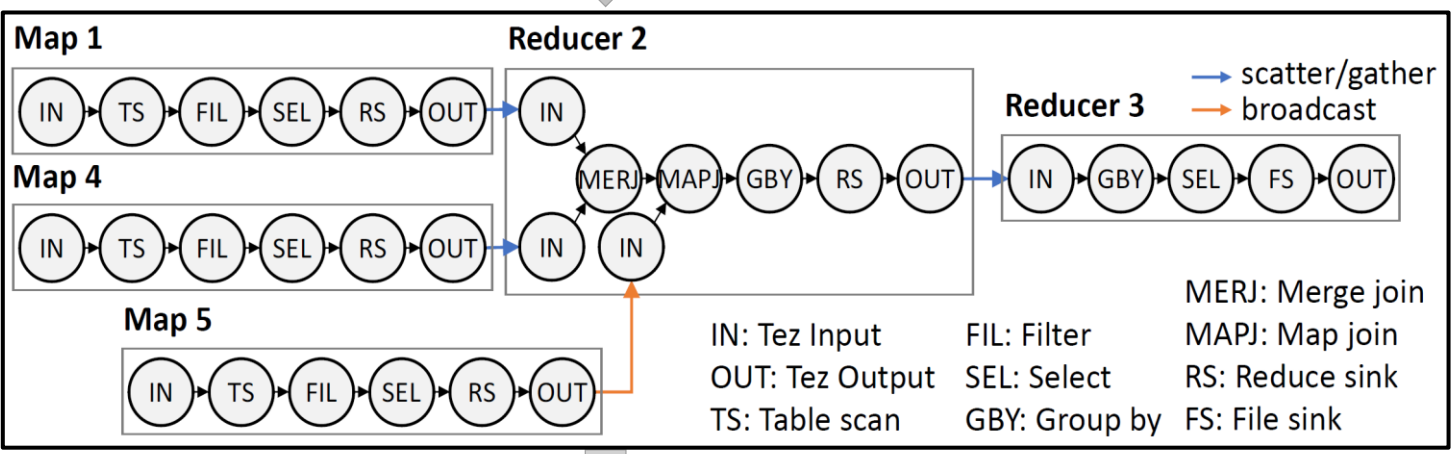 Map 1
IN TS FIL SEL RS OUT
Map 4
IN TS FIL SEL RS OUT
Map 5
IN TS FIL SEL RS OUT
Reducer 2
IN
MERJ MAPJ GBY RS OUT
IN IN
Reducer 3
IN GBY SEL FS OUT
scatter/gather
broadcast
IN: Tez Input
OUT: Tez Output
TS: Table scan
FIL: Filter
SEL: Select
GBY: Group by
MERJ: Merge join
MAPJ: Map join
RS: Reduce sink
FS: File sink